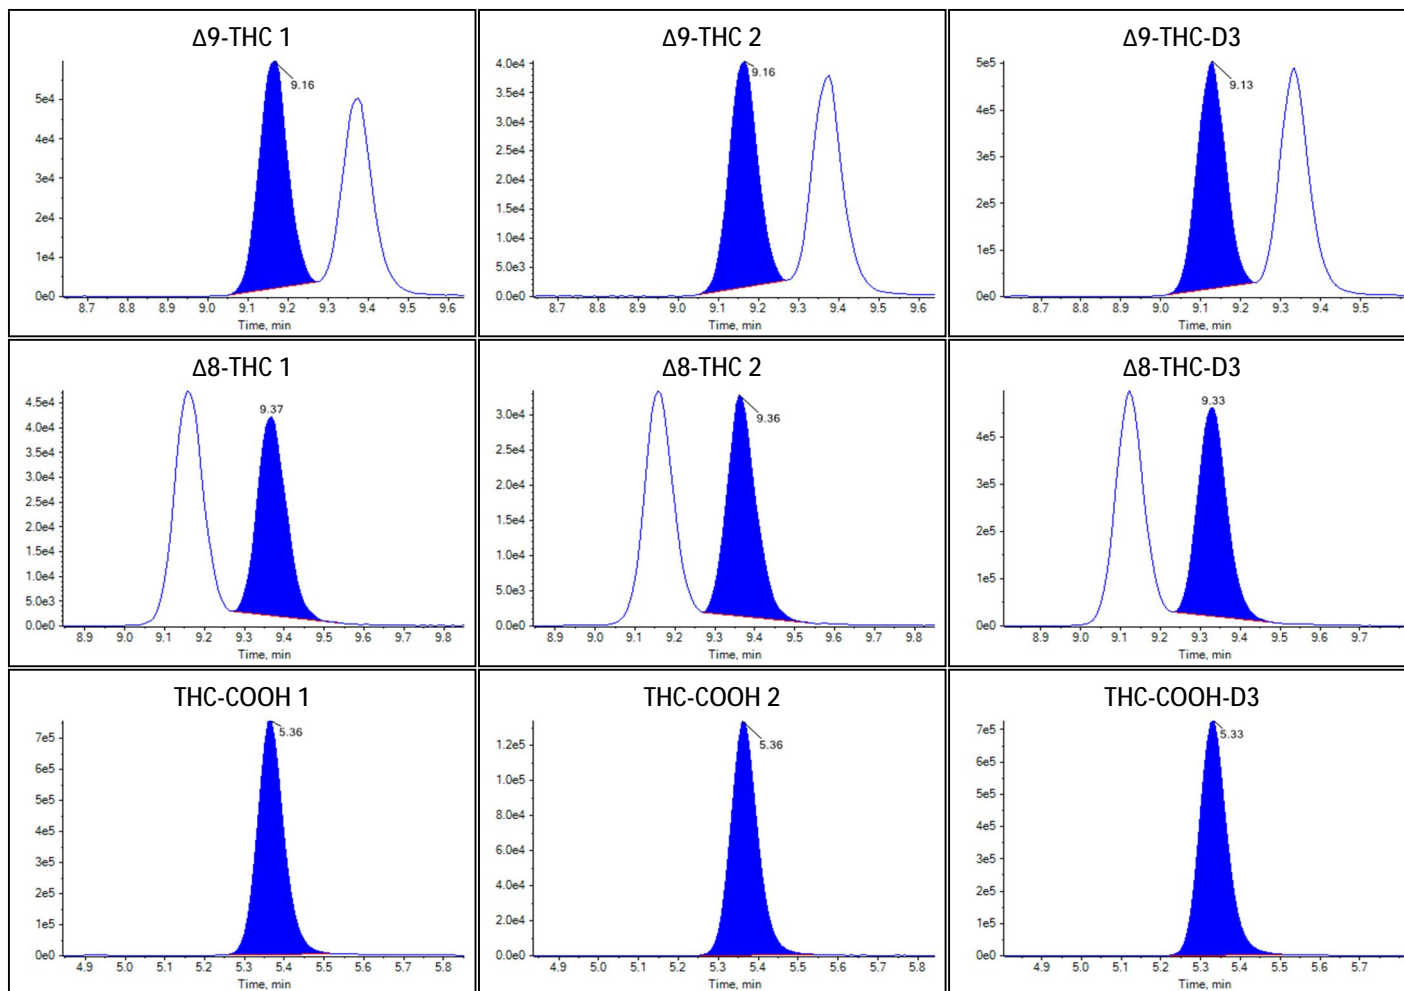 Δ9-THC 1
9.16
5e4
4e4
3e4
2e4
1e4
0e0
8.7 8.8 8.9 9.0 9.1 9.2 9.3 9.4 9.5 9.6
Time, min
Δ9-THC 2
9.16
4.0e4
3.5e4
3.0e4
2.5e4
2.0e4
1.5e4
1.0e4
5.0e3
0.0e0
8.7 8.8 8.9 9.0 9.1 9.2 9.3 9.4 9.5 9.6
Time, min
Δ9-THC-D3
9.13
5e5
4e5
3e5
2e5
1e5
0e0
8.7 8.8 8.9 9.0 9.1 9.2 9.3 9.4 9.5
Time, min
Δ8-THC 1
9.37
4.5e4
4.0e4
3.5e4
3.0e4
2.5e4
2.0e4
1.5e4
1.0e4
5.0e3
0.0e0
8.9 9.0 9.1 9.2 9.3 9.4 9.5 9.6 9.7 9.8
Time, min
Δ8-THC 2
9.36
3.0e4
2.5e4
2.0e4
1.5e4
1.0e4
5.0e3
0.0e0
8.9 9.0 9.1 9.2 9.3 9.4 9.5 9.6 9.7 9.8
Time, min
Δ8-THC-D3
9.33
4e5
3e5
2e5
1e5
0e0
8.9 9.0 9.1 9.2 9.3 9.4 9.5 9.6 9.7
Time, min
THC-COOH 1
5.36
7e5
6e5
5e5
4e5
3e5
2e5
1e5
0e0
4.9 5.0 5.1 5.2 5.3 5.4 5.5 5.6 5.7 5.8
Time, min
THC-COOH 2
5.36
1.2e5
1.0e5
8.0e4
6.0e4
4.0e4
2.0e4
0.0e0
4.9 5.0 5.1 5.2 5.3 5.4 5.5 5.6 5.7 5.8
Time, min
THC-COOH-D3
5.33
7e5
6e5
5e5
4e5
3e5
2e5
1e5
0e0
4.9 5.0 5.1 5.2 5.3 5.4 5.5 5.6 5.7
Time, min